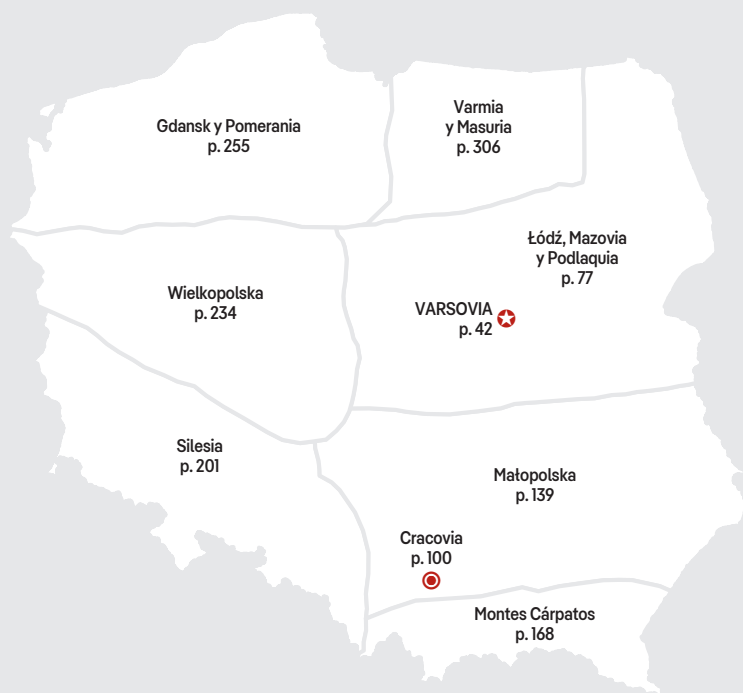 Gdansk y Pomerania
p. 255
Varmia
y Masuria
p. 306
Łódź, Mazovia
y Podlaquia
p. 77
Wielkopolska
p. 234
VARSOVIA
p. 42
Silesia
p. 201
Małopolska
p. 139
Cracovia
p. 100
Montes Cárpatos
p. 168